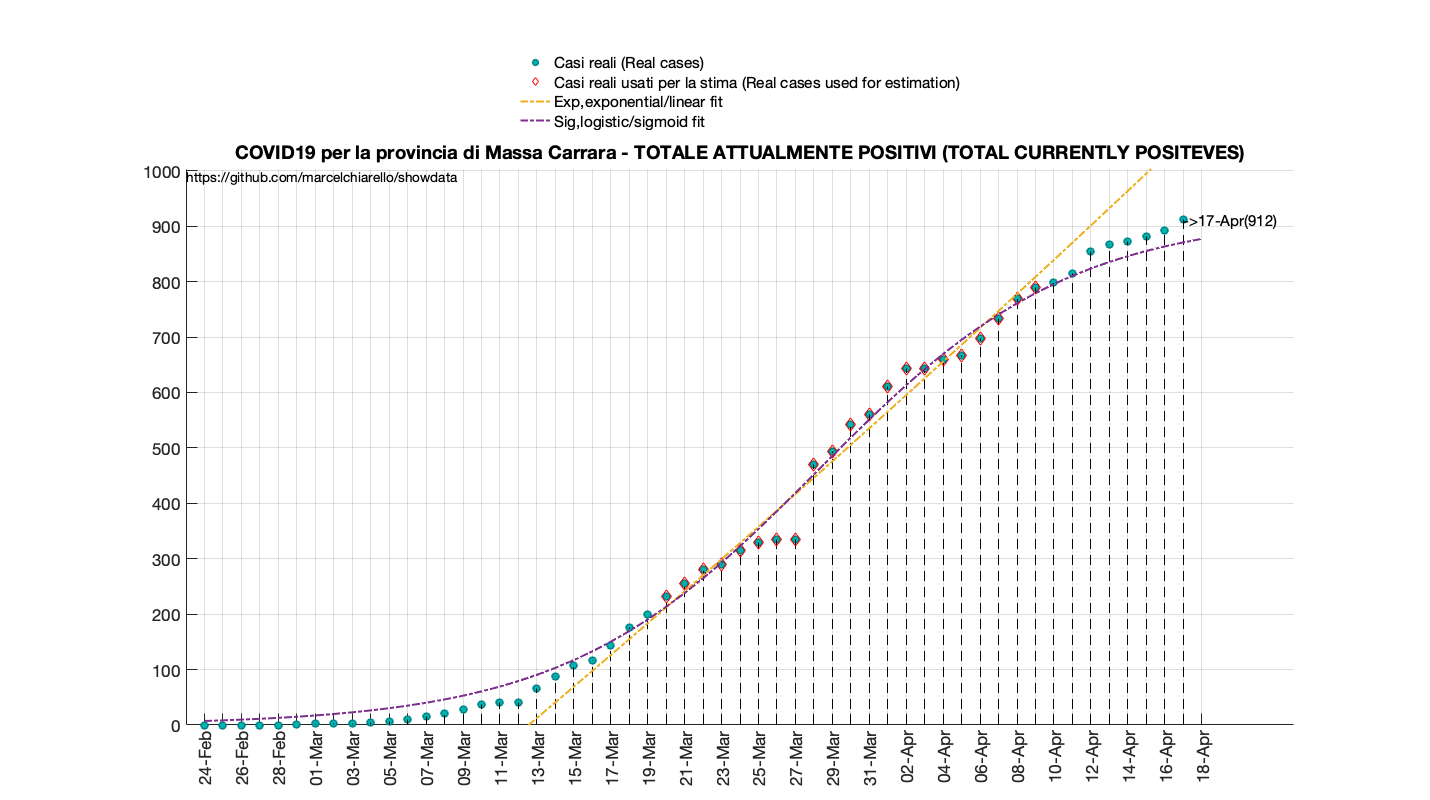 Casi reali (Real cases)
Casi reali usati per la stima (Real cases used for estimation)
Exp,exponential/linear fit
Sig,logistic/sigmoid fit
COVID19 per la provincia di Massa Carrara - TOTALE ATTUALMENTE POSITIVI (TOTAL CURRENTLY POSITEVES)
https://github.com/marcelchiarello/showdata
1000
900
800
700
600
500
400
300
200
100
0
->17-Apr(912)
24-Feb
26-Feb
28-Feb
01-Mar
03-Mar
05-Mar
07-Mar
09-Mar
11-Mar
13-Mar
15-Mar
17-Mar
19-Mar
21-Mar
23-Mar
25-Mar
27-Mar
29-Mar
31-Mar
02-Apr
04-Apr
06-Apr
08-Apr
10-Apr
12-Apr
14-Apr
16-Apr
18-Apr